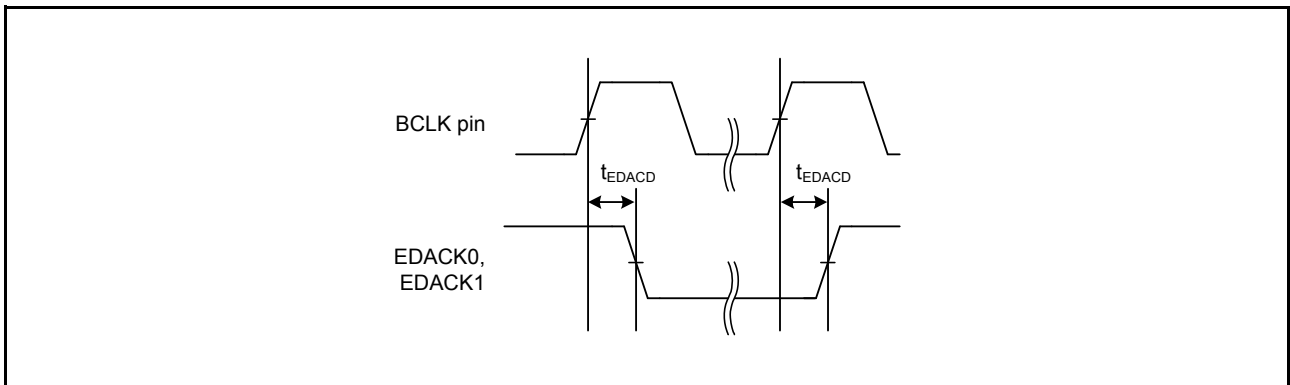 BCLK pin
tEDACD
tEDACD
EDACK0,
EDACK1